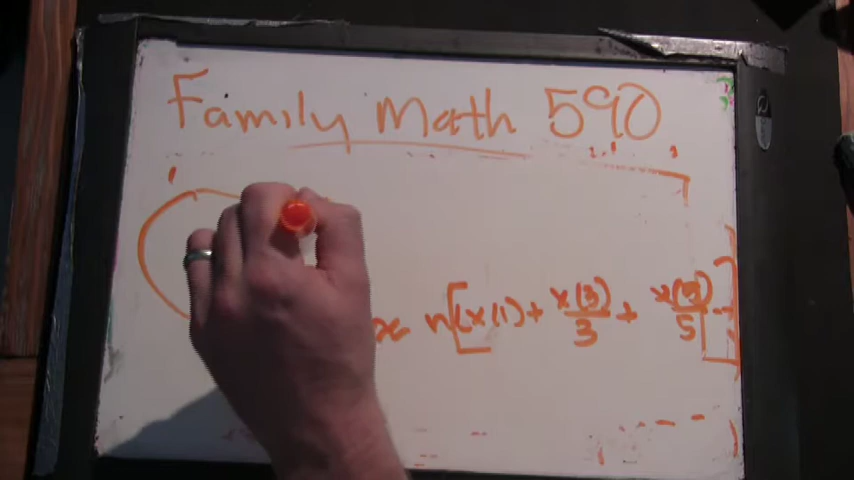 Family Math 590
x n[(x(1) + x(3)/3 + x(5)/5